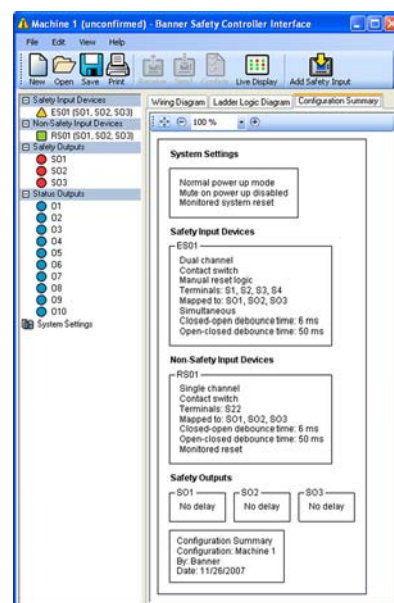 Machine 1 (unconfirmed) - Banner Safety Controller Interface
File Edit View Help
New Open Save Print Confirm Live Display Add Safety Input
Safety Input Devices
ES01 (SO1, SO2, SO3)
Non-Safety Input Devices
RS01 (SO1, SO2, SO3)
Safety Outputs
SO1
SO2
SO3
Status Outputs
O1
O2
O3
O4
O5
O6
O7
O8
O9
O10
System Settings
Wiring Diagram Ladder Logic Diagram Configuration Summary
100 %
System Settings
Normal power up mode
Mute on power up disabled
Monitored system reset
Safety Input Devices
ES01
Dual channel
Contact switch
Manual reset logic
Terminals: S1, S2, S3, S4
Mapped to: SO1, SO2, SO3
Simultaneous
Closed-open debounce time: 6 ms
Open-closed debounce time: 50 ms
Non-Safety Input Devices
RS01
Single channel
Contact switch
Terminals: S22
Mapped to: SO1, SO2, SO3
Closed-open debounce time: 6 ms
Open-closed debounce time: 50 ms
Monitored reset
Safety Outputs
SO1 SO2 SO3
No delay No delay No delay
Configuration Summary
Configuration: Machine 1
By: Banner
Date: 11/26/2007